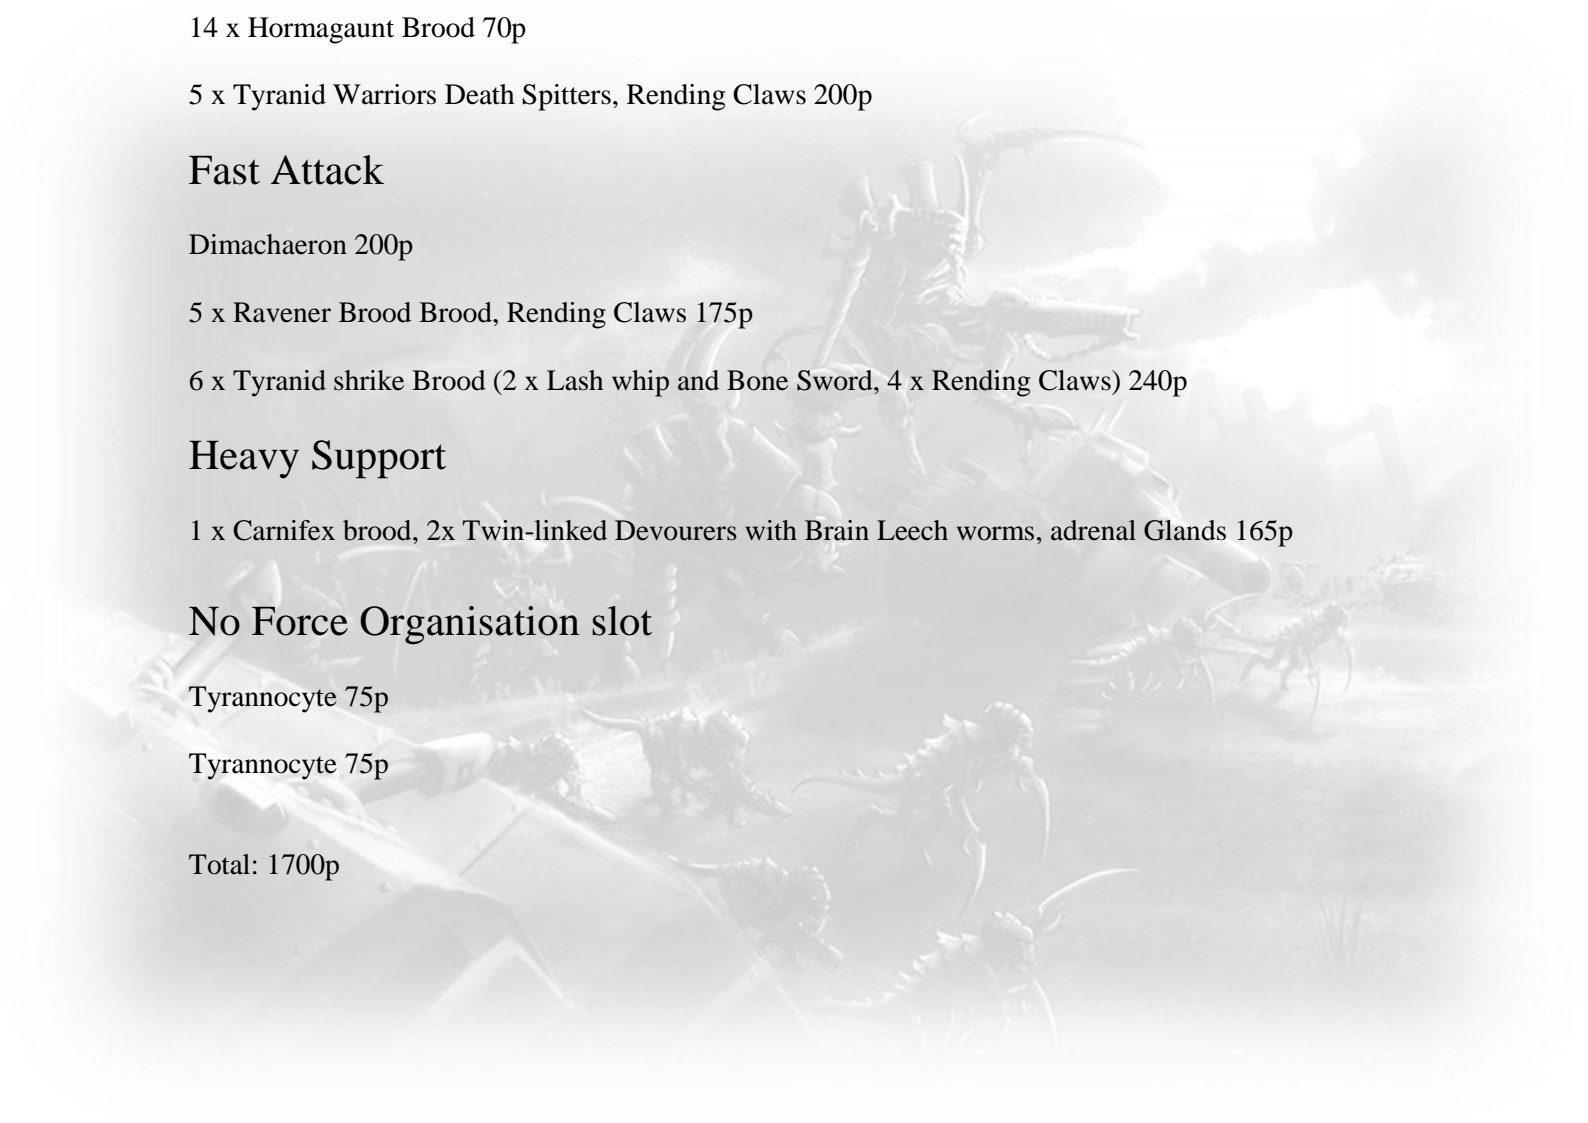 14 x Hormagaunt Brood 70p
5 x Tyranid Warriors Death Spitters, Rending Claws 200p
Fast Attack
Dimachaeron 200p
5 x Ravener Brood Brood, Rending Claws 175p
6 x Tyranid shrike Brood (2 x Lash whip and Bone Sword, 4 x Rending Claws) 240p
Heavy Support
1 x Carnifex brood, 2x Twin-linked Devourers with Brain Leech worms, adrenal Glands 165p
No Force Organisation slot
Tyrannocyte 75p
Tyrannocyte 75p
Total: 1700p